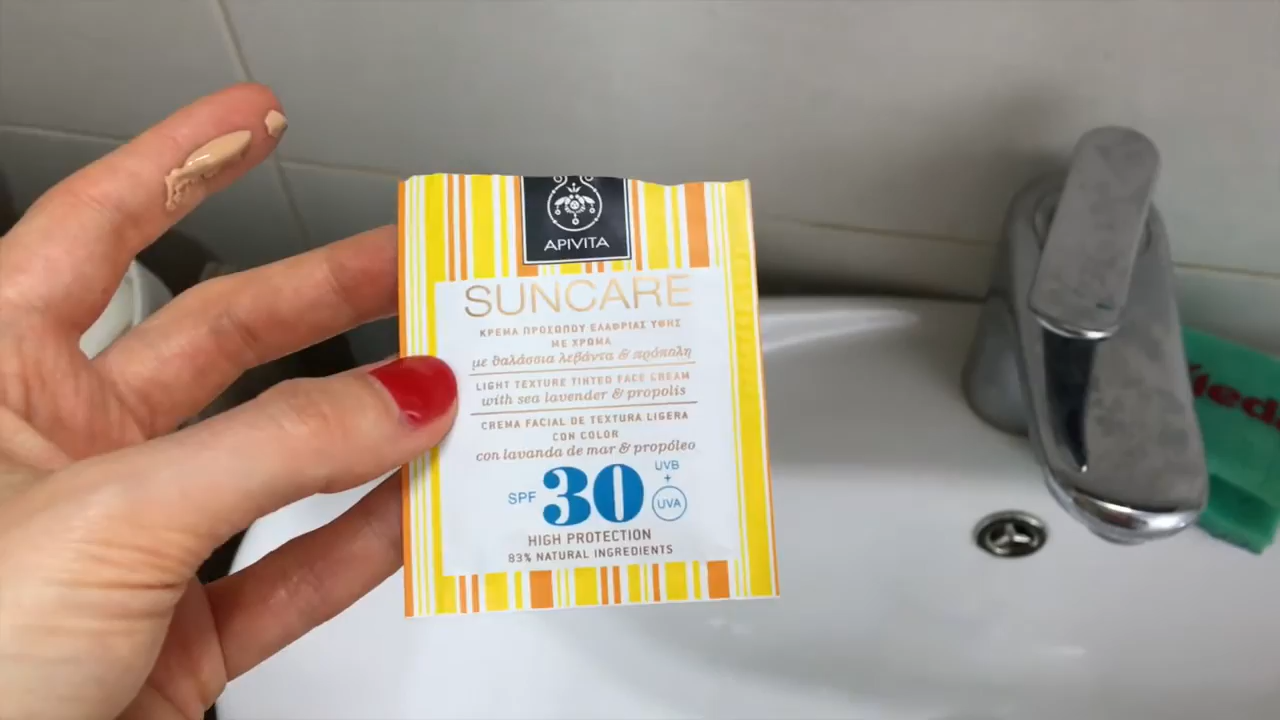 APIVITA
SUNCARE
ΚΡΕΜΑ ΠΡΟΣΩΠΟΥ ΕΛΑΦΡΙΑΣ ΥΦΗΣ
ΜΕ ΧΡΩΜΑ
με θαλάσσια λεβάντα & πρόπολη
LIGHT TEXTURE TINTED FACE CREAM
with sea lavender & propolis
CREMA FACIAL DE TEXTURA LIGERA
CON COLOR
con lavanda de mar & propóleo
SPF 30 UVB + UVA
HIGH PROTECTION
83% NATURAL INGREDIENTS